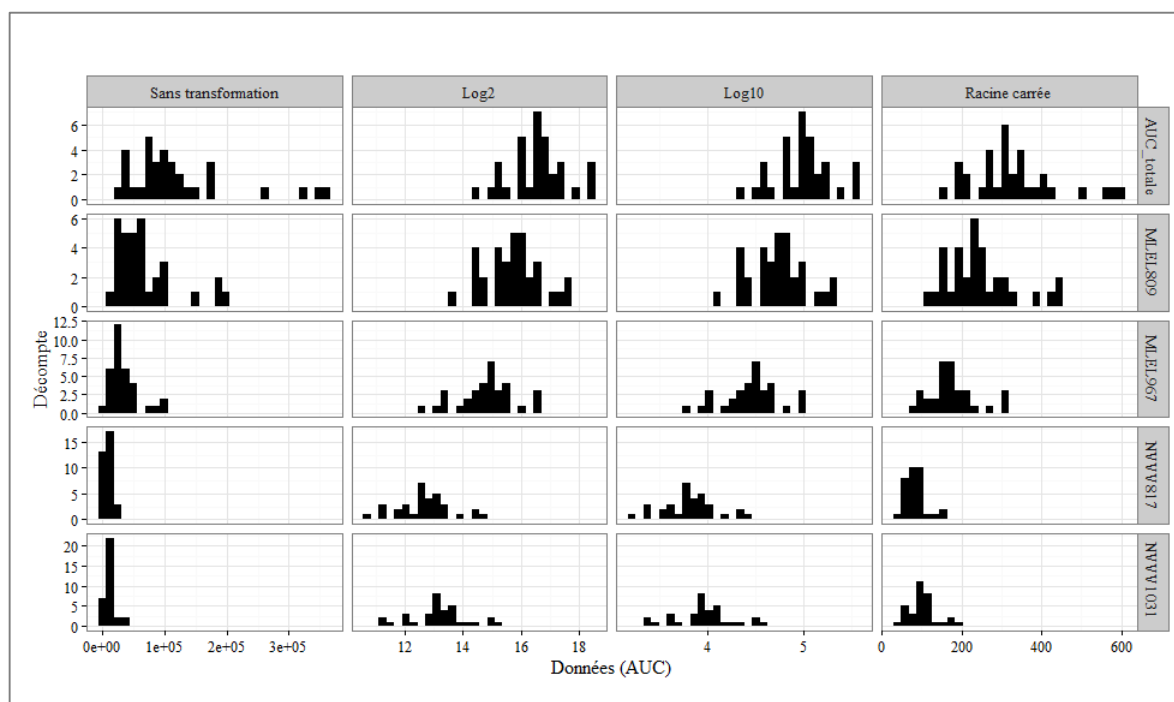 Sans transformation Log2 Log10 Racine carrée
6
4
2
0
AUC_totale
6
4
2
0
MLEL809
12.5
10.0
7.5
5.0
2.5
0.0
MLEL967
15
10
5
0
NVVV817
20
15
10
5
0
NVVV1031
Décompte
0e+00 1e+05 2e+05 3e+05 12 14 16 18 4 5 0 200 400 600
Données (AUC)